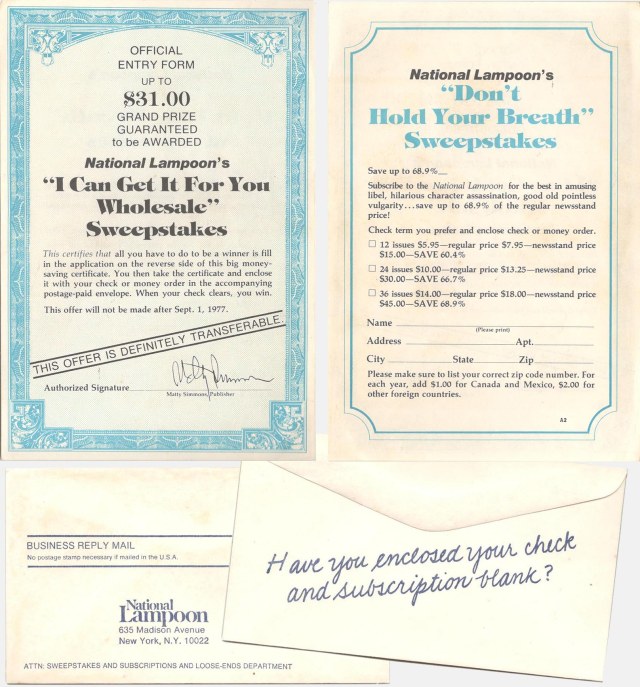 OFFICIAL
ENTRY FORM
UP TO
$31.00
GRAND PRIZE
GUARANTEED
to be AWARDED
National Lampoon's
"I Can Get It For You
Wholesale"
Sweepstakes
This certifies that all you have to do to be a winner is fill
in the application on the reverse side of this big money-
saving certificate. You then take the certificate and enclose
it with your check or money order in the accompanying
postage-paid envelope. When your check clears, you win.
This offer will not be made after Sept. 1, 1977.
THIS OFFER IS DEFINITELY TRANSFERABLE.
Matty Simmons
Authorized Signature
Matty Simmons, Publisher
National Lampoon's
"Don't
Hold Your Breath"
Sweepstakes
Save up to 68.9%
Subscribe to the National Lampoon for the best in amusing
libel, hilarious character assassination, good old pointless
vulgarity...save up to 68.9% of the regular newsstand
price!
Check term you prefer and enclose check or money order.
12 issues $5.95—regular price $7.95—newsstand price
$15.00—SAVE 60.4%
24 issues $10.00—regular price $13.25—newsstand price
$30.00—SAVE 66.7%
36 issues $14.00—regular price $18.00—newsstand price
$45.00—SAVE 68.9%
Name
(Please print)
Address Apt.
City State Zip
Please make sure to list your correct zip code number. For
each year, add $1.00 for Canada and Mexico, $2.00 for
other foreign countries.
A2
BUSINESS REPLY MAIL
No postage stamp necessary if mailed in the U.S.A.
National
Lampoon
635 Madison Avenue
New York, N.Y. 10022
ATTN: SWEEPSTAKES AND SUBSCRIPTIONS AND LOOSE-ENDS DEPARTMENT
Have you enclosed your check
and subscription blank?